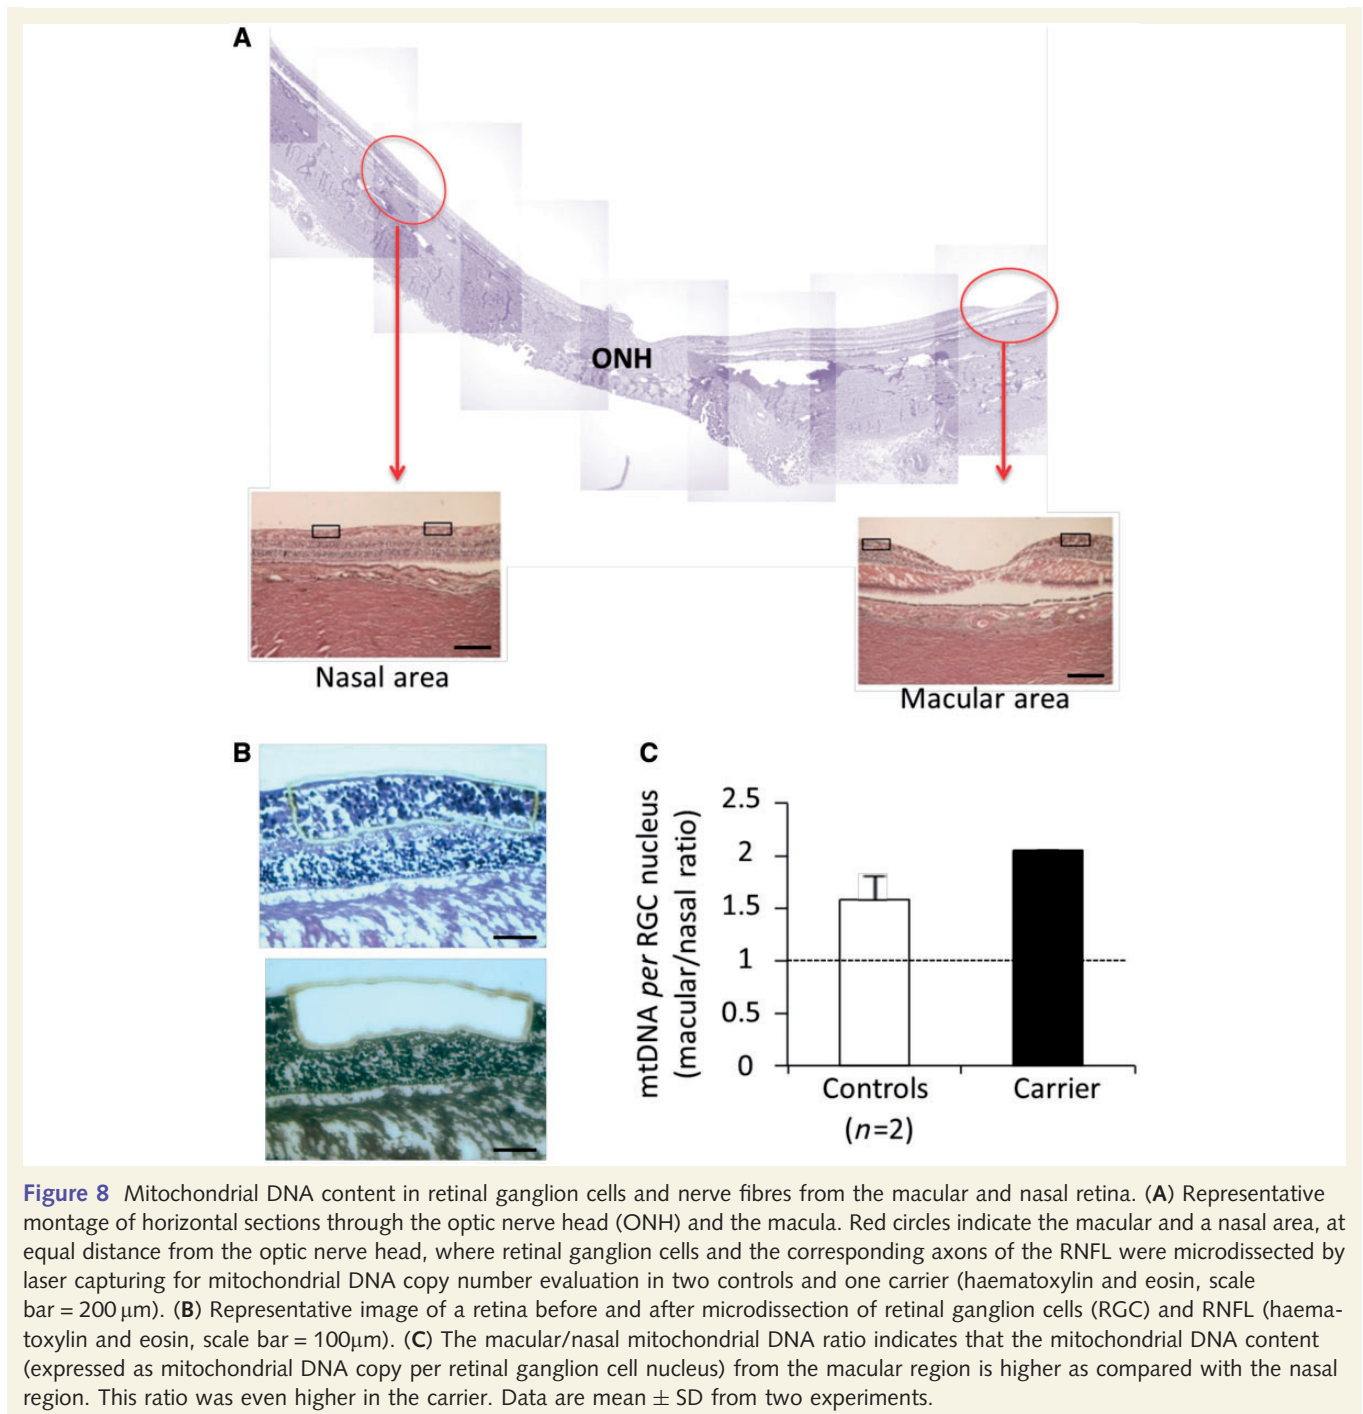 A
ONH
Nasal area
Macular area
B
C
mtDNA per RGC nucleus
(macular/nasal ratio)
2.5
2
1.5
1
0.5
0
Controls
Carrier
(n=2)
Figure 8 Mitochondrial DNA content in retinal ganglion cells and nerve fibres from the macular and nasal retina. (A) Representative
montage of horizontal sections through the optic nerve head (ONH) and the macula. Red circles indicate the macular and a nasal area, at
equal distance from the optic nerve head, where retinal ganglion cells and the corresponding axons of the RNFL were microdissected by
laser capturing for mitochondrial DNA copy number evaluation in two controls and one carrier (haematoxylin and eosin, scale
bar = 200 μm). (B) Representative image of a retina before and after microdissection of retinal ganglion cells (RGC) and RNFL (haema-
toxylin and eosin, scale bar = 100μm). (C) The macular/nasal mitochondrial DNA ratio indicates that the mitochondrial DNA content
(expressed as mitochondrial DNA copy per retinal ganglion cell nucleus) from the macular region is higher as compared with the nasal
region. This ratio was even higher in the carrier. Data are mean ± SD from two experiments.